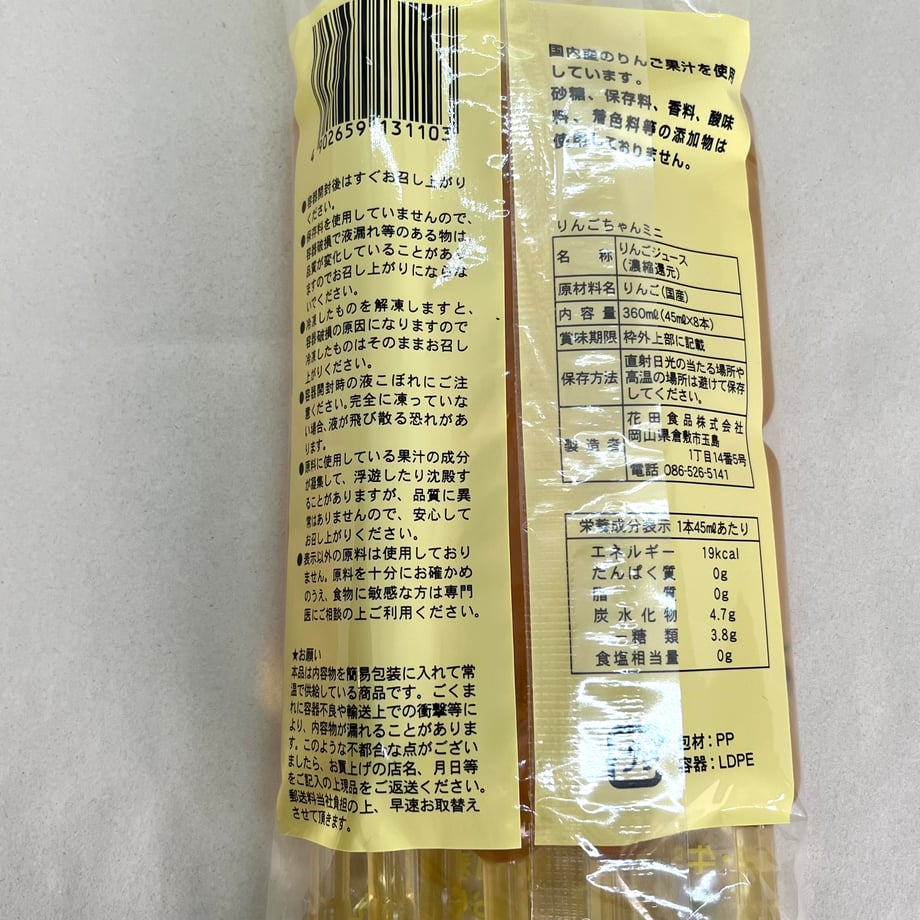 4 902659 131103
●容器開封後はすぐお召し上がり
ください。
●保存料を使用していませんので、
容器破損で液漏れ等のある物は
品質が変化していることがあり
ますのでお召し上がりにならな
いでください。
●冷凍したものを解凍しますと、
容器破損の原因になりますので
冷凍したものはそのままお召し
上がりください。
●容器開封時の液こぼれにご注
意ください。完全に凍っていな
い場合、液が飛び散る恐れがあ
ります。
●原料に使用している果汁の成分
が凝集して、浮遊したり沈殿す
ることがありますが、品質に異
常はありませんので、安心して
お召し上がりください。
●表示以外の原料は使用しており
ません。原料を十分にお確かめ
のうえ、食物に敏感な方は専門
医にご相談の上ご利用ください。
★お願い
本品は内容物を簡易包装に入れて常
温で供給している商品です。ごくま
れに容器不良や輸送上での衝撃等に
より、内容物が漏れることがありま
す。このような不都合な点がござい
ましたら、お買上げの店名、月日等
をご記入の上現品をご返送ください。
郵送料当社負担の上、早速お取替え
させて頂きます。
国内産のりんご果汁を使用
しています。
砂糖、保存料、香料、酸味
料、着色料等の添加物は
使用しておりません。
りんごちゃんミニ
名 称 りんごジュース
(濃縮還元)
原材料名 りんご(国産)
内容量 360mℓ(45mℓ×8本)
賞味期限 枠外上部に記載
保存方法 直射日光の当たる場所や
高温の場所は避けて保存
してください。
製造者 花田食品株式会社
岡山県倉敷市玉島
1丁目14番5号
電話 086-526-5141
栄養成分表示 1本45mℓあたり
エネルギー 19kcal
たんぱく質 0g
脂質 0g
炭水化物 4.7g
－糖類 3.8g
食塩相当量 0g
包材:PP
容器:LDPE